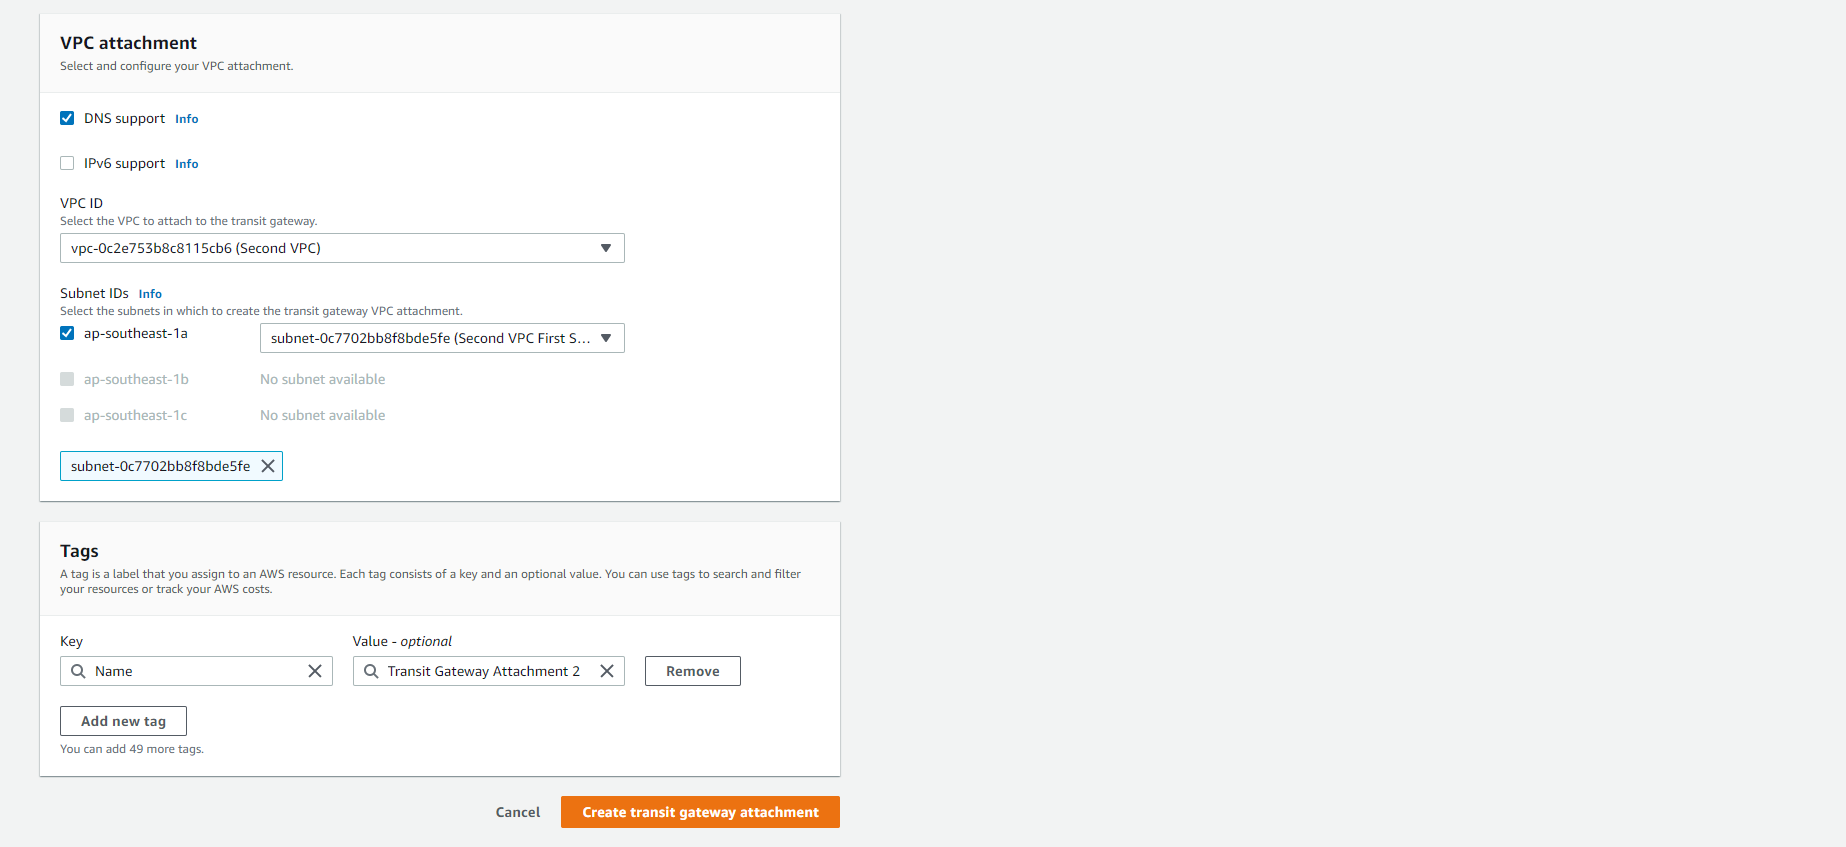 VPC attachment
Select and configure your VPC attachment.
DNS support Info
IPv6 support Info
VPC ID
Select the VPC to attach to the transit gateway.
vpc-0c2e753b8c8115cb6 (Second VPC)
Subnet IDs Info
Select the subnets in which to create the transit gateway VPC attachment.
ap-southeast-1a subnet-0c7702bb8f8bde5fe (Second VPC First S...
ap-southeast-1b No subnet available
ap-southeast-1c No subnet available
subnet-0c7702bb8f8bde5fe
Tags
A tag is a label that you assign to an AWS resource. Each tag consists of a key and an optional value. You can use tags to search and filter
your resources or track your AWS costs.
Key Value - optional
Name Transit Gateway Attachment 2 Remove
Add new tag
You can add 49 more tags.
Cancel Create transit gateway attachment